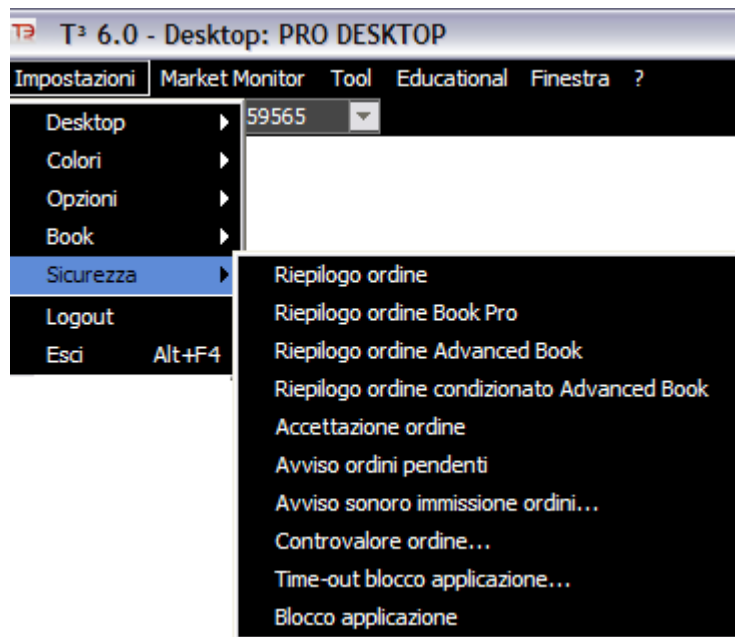 T3 T³ 6.0 - Desktop: PRO DESKTOP
Impostazioni Market Monitor Tool Educational Finestra ?
59565
Desktop
Colori
Opzioni
Book
Sicurezza
Logout
Esci Alt+F4
Riepilogo ordine
Riepilogo ordine Book Pro
Riepilogo ordine Advanced Book
Riepilogo ordine condizionato Advanced Book
Accettazione ordine
Avviso ordini pendenti
Avviso sonoro immissione ordini...
Controvalore ordine...
Time-out blocco applicazione...
Blocco applicazione